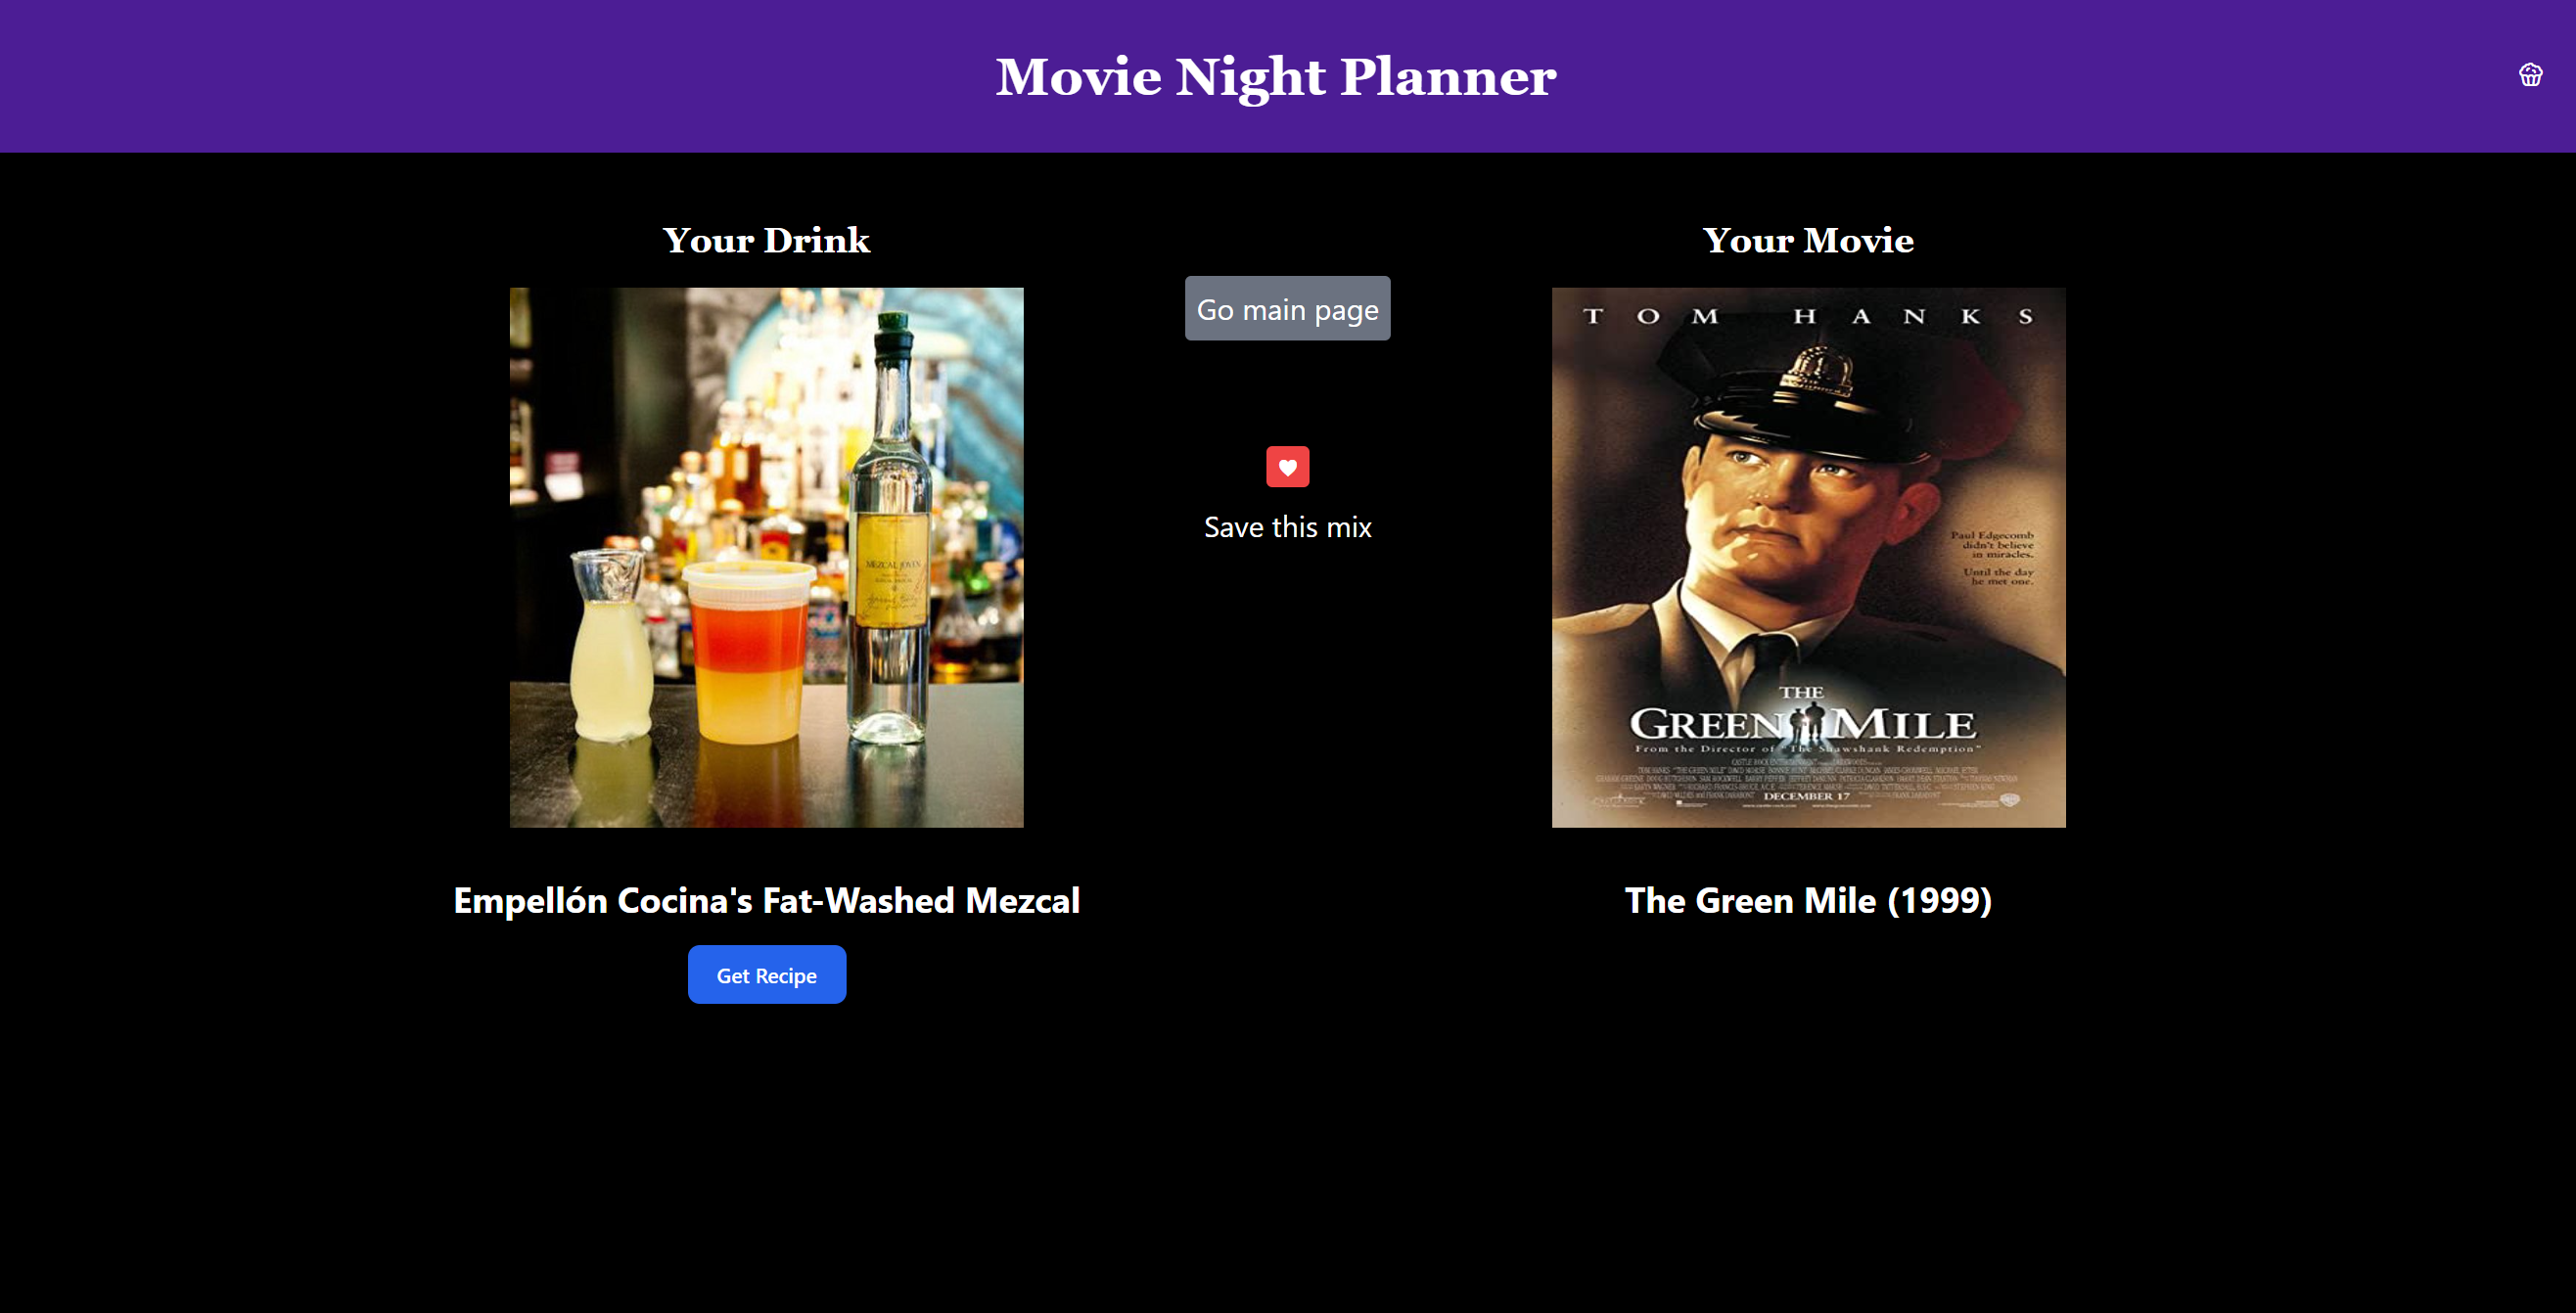 Movie Night Planner
Your Drink
MEZCAL JOVEN
Empellón Cocina's Fat-Washed Mezcal
Get Recipe
Go main page
Save this mix
Your Movie
TOM HANKS
Paul Edgecomb
didn't believe
in miracles.
Until the day
he met one.
THE
GREEN MILE
From the Director of "The Shawshank Redemption"
DECEMBER 17
The Green Mile (1999)